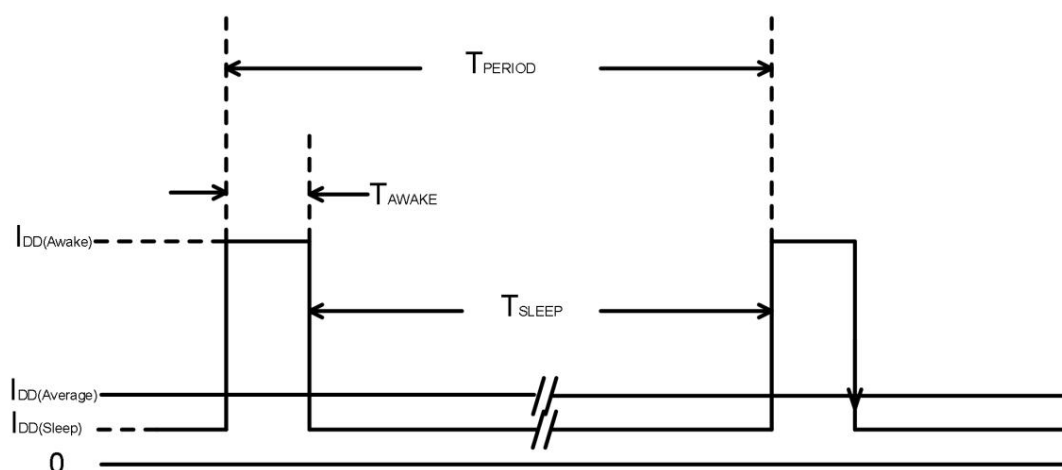 TPERIOD
TAWAKE
IDD(Awake)
TSLEEP
IDD(Average)
IDD(Sleep)
0